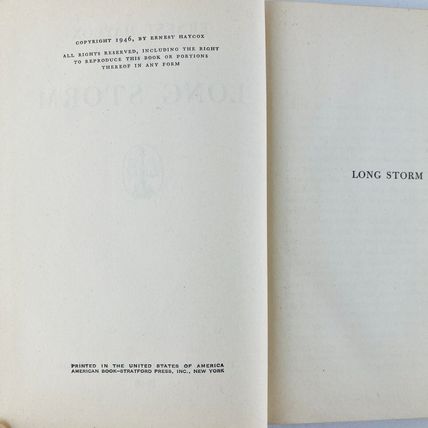 COPYRIGHT 1946, BY ERNEST HAYCOX
ALL RIGHTS RESERVED, INCLUDING THE RIGHT
TO REPRODUCE THIS BOOK OR PORTIONS
THEREOF IN ANY FORM
PRINTED IN THE UNITED STATES OF AMERICA
AMERICAN BOOK–STRATFORD PRESS, INC., NEW YORK
LONG STORM